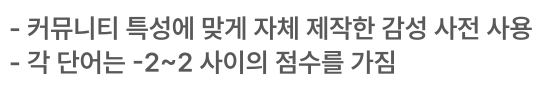 - 커뮤니티 특성에 맞게 자체 제작한 감성 사전 사용
- 각 단어는 -2~2 사이의 점수를 가짐